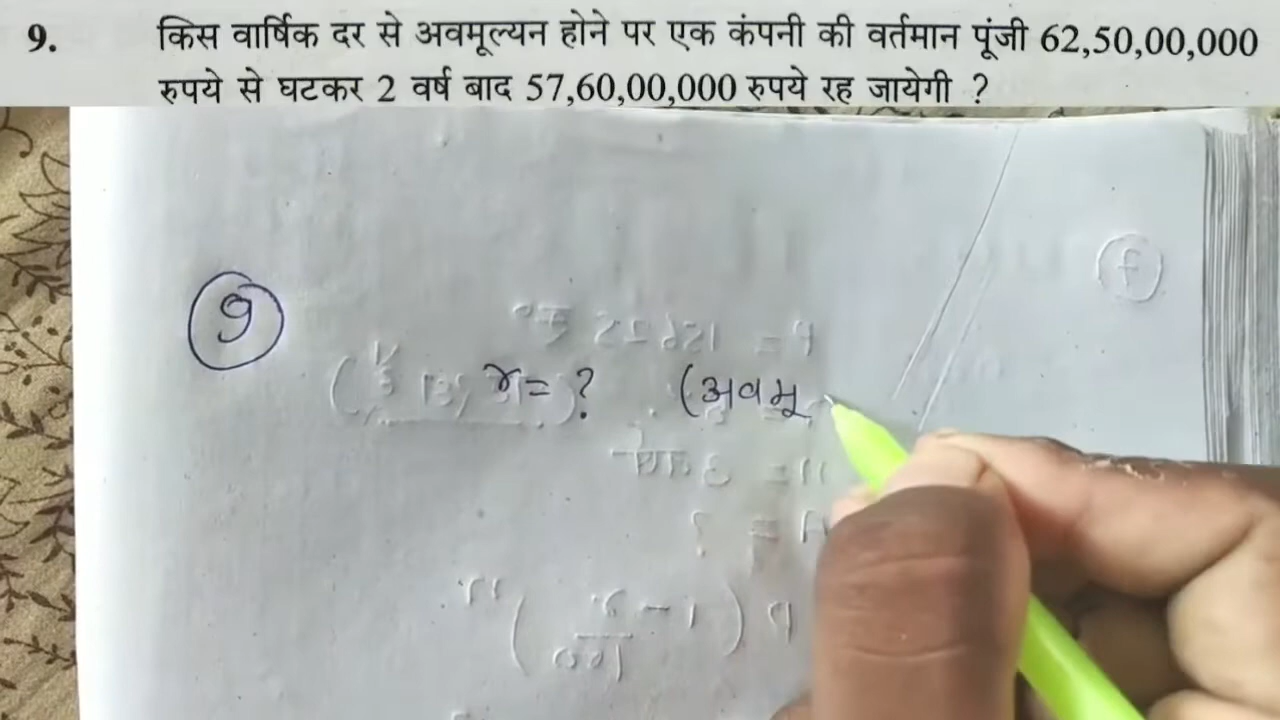 9. किस वार्षिक दर से अवमूल्यन होने पर एक कंपनी की वर्तमान पूंजी 62,50,00,000
रुपये से घटकर 2 वर्ष बाद 57,60,00,000 रुपये रह जायेगी ?
9
r = ? (अवमू